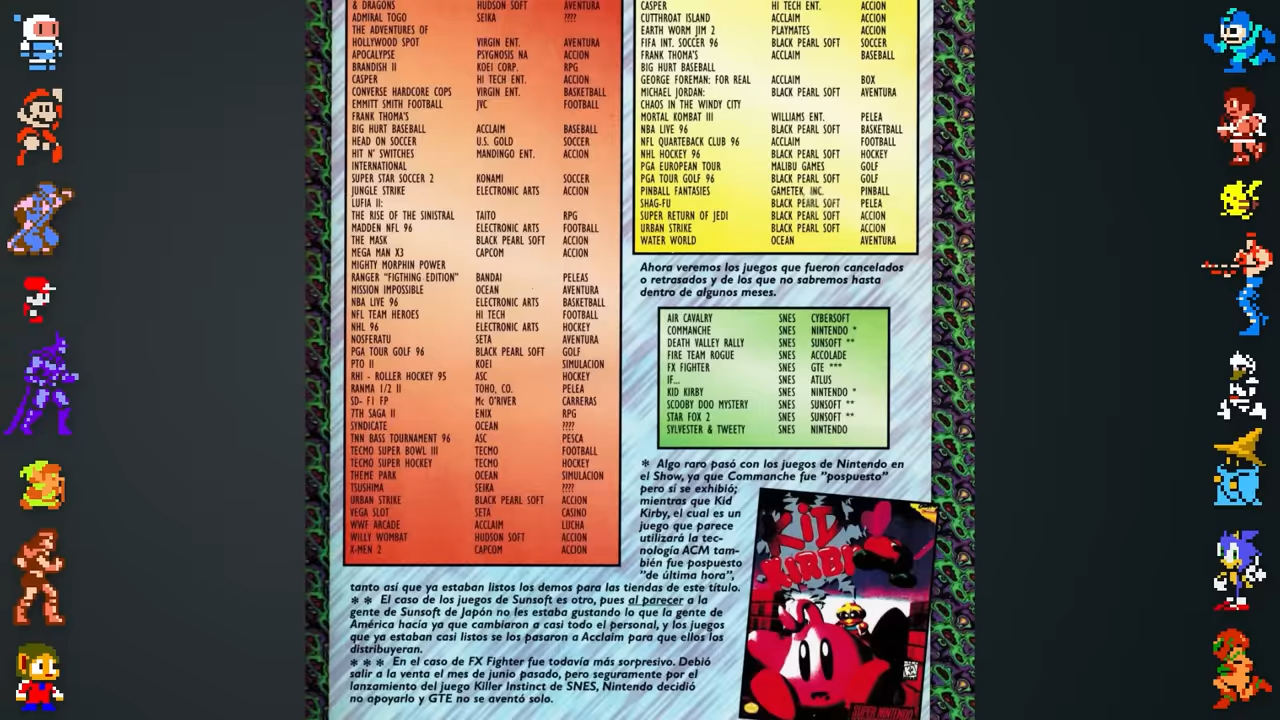 & DRAGONS HUDSON SOFT AVENTURA
ADMIRAL TOGO SEIKA ????
THE ADVENTURES OF
HOLLYWOOD SPOT VIRGIN ENT. AVENTURA
APOCALYPSE PSYGNOSIS NA ACCION
BRANDISH II KOEI CORP. RPG
CASPER HI TECH ENT. ACCION
CONVERSE HARDCORE COPS VIRGIN ENT. BASKETBALL
EMMITT SMITH FOOTBALL JVC FOOTBALL
FRANK THOMA'S
BIG HURT BASEBALL ACCLAIM BASEBALL
HEAD ON SOCCER U.S. GOLD SOCCER
HIT N' SWITCHES MANDINGO ENT. ACCION
INTERNATIONAL
SUPER STAR SOCCER 2 KONAMI SOCCER
JUNGLE STRIKE ELECTRONIC ARTS ACCION
LUFIA II:
THE RISE OF THE SINISTRAL TAITO RPG
MADDEN NFL 96 ELECTRONIC ARTS FOOTBALL
THE MASK BLACK PEARL SOFT ACCION
MEGA MAN X3 CAPCOM ACCION
MIGHTY MORPHIN POWER
RANGER "FIGTHING EDITION" BANDAI PELEAS
MISSION IMPOSSIBLE OCEAN AVENTURA
NBA LIVE 96 ELECTRONIC ARTS BASKETBALL
NFL TEAM HEROES HI TECH FOOTBALL
NHL 96 ELECTRONIC ARTS HOCKEY
NOSFERATU SETA AVENTURA
PGA TOUR GOLF 96 BLACK PEARL SOFT GOLF
PTO II KOEI SIMULACION
RHI - ROLLER HOCKEY 95 ASC HOCKEY
RANMA 1/2 II TOHO, CO. PELEA
SD- F1 FP Mc O'RIVER CARRERAS
7TH SAGA II ENIX RPG
SYNDICATE OCEAN ????
TNN BASS TOURNAMENT 96 ASC PESCA
TECMO SUPER BOWL III TECMO FOOTBALL
TECMO SUPER HOCKEY TECMO HOCKEY
THEME PARK OCEAN SIMULACION
TSUSHIMA SEIKA ????
URBAN STRIKE BLACK PEARL SOFT ACCION
VEGA SLOT SETA CASINO
WWF ARCADE ACCLAIM LUCHA
WILLY WOMBAT HUDSON SOFT ACCION
X-MEN 2 CAPCOM ACCION
CASPER HI TECH ENT. ACCION
CUTTHROAT ISLAND ACCLAIM ACCION
EARTH WORM JIM 2 PLAYMATES ACCION
FIFA INT. SOCCER 96 BLACK PEARL SOFT SOCCER
FRANK THOMA'S ACCLAIM BASEBALL
BIG HURT BASEBALL
GEORGE FOREMAN: FOR REAL ACCLAIM BOX
MICHAEL JORDAN: BLACK PEARL SOFT AVENTURA
CHAOS IN THE WINDY CITY
MORTAL KOMBAT III WILLIAMS ENT. PELEA
NBA LIVE 96 BLACK PEARL SOFT BASKETBALL
NFL QUARTEBACK CLUB 96 ACCLAIM FOOTBALL
NHL HOCKEY 96 BLACK PEARL SOFT HOCKEY
PGA EUROPEAN TOUR MALIBU GAMES GOLF
PGA TOUR GOLF 96 BLACK PEARL SOFT GOLF
PINBALL FANTASIES GAMETEK, INC. PINBALL
SHAG-FU BLACK PEARL SOFT PELEA
SUPER RETURN OF JEDI BLACK PEARL SOFT ACCION
URBAN STRIKE BLACK PEARL SOFT ACCION
WATER WORLD OCEAN AVENTURA
Ahora veremos los juegos que fueron cancelados
o retrasados y de los que no sabremos hasta
dentro de algunos meses.
AIR CAVALRY SNES CYBERSOFT
COMMANCHE SNES NINTENDO *
DEATH VALLEY RALLY SNES SUNSOFT **
FIRE TEAM ROGUE SNES ACCOLADE
FX FIGHTER SNES GTE ***
IF... SNES ATLUS
KID KIRBY SNES NINTENDO *
SCOOBY DOO MYSTERY SNES SUNSOFT **
STAR FOX 2 SNES SUNSOFT **
SYLVESTER & TWEETY SNES NINTENDO
* Algo raro pasó con los juegos de Nintendo en
el Show, ya que Commanche fue "pospuesto"
pero si se exhibió;
mientras que Kid
Kirby, el cual es un
juego que parece
utilizará la tec-
nología ACM tam-
bién fue pospuesto
"de última hora",
tanto así que ya estaban listos los demos para las tiendas de este título.
* * El caso de los juegos de Sunsoft es otro, pues al parecer a la
gente de Sunsoft de Japón no les estaba gustando lo que la gente de
América hacía ya que cambiaron a casi todo el personal, y los juegos
que ya estaban casi listos se los pasaron a Acclaim para que ellos los
distribuyeran.
* * * En el caso de FX Fighter fue todavía más sorpresivo. Debió
salir a la venta el mes de junio pasado, pero seguramente por el
lanzamiento del juego Killer Instinct de SNES, Nintendo decidió
no apoyarlo y GTE no se aventó solo.
KID
KIRBY
SUPER NINTENDO